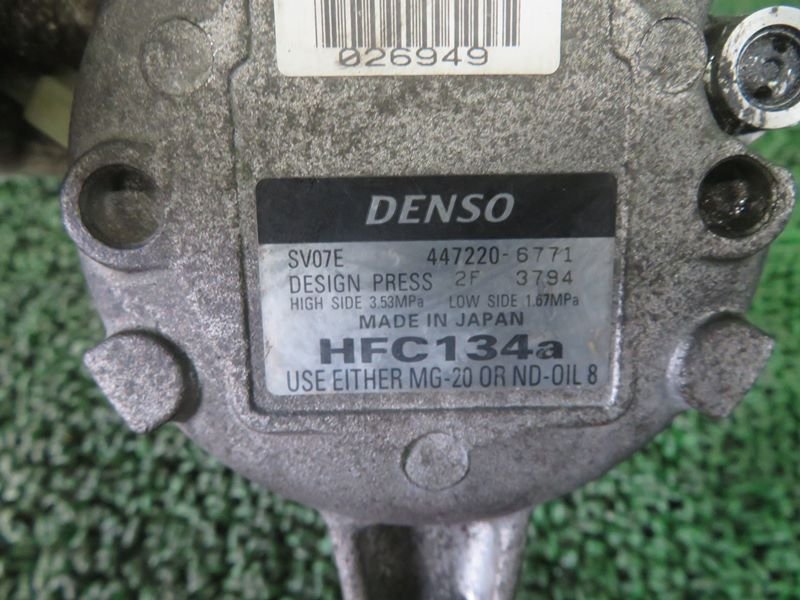 026949
DENSO
SV07E 447220-6771
DESIGN PRESS 2F 3794
HIGH SIDE 3.53MPa LOW SIDE 1.67MPa
MADE IN JAPAN
HFC134a
USE EITHER MG-20 OR ND-OIL 8